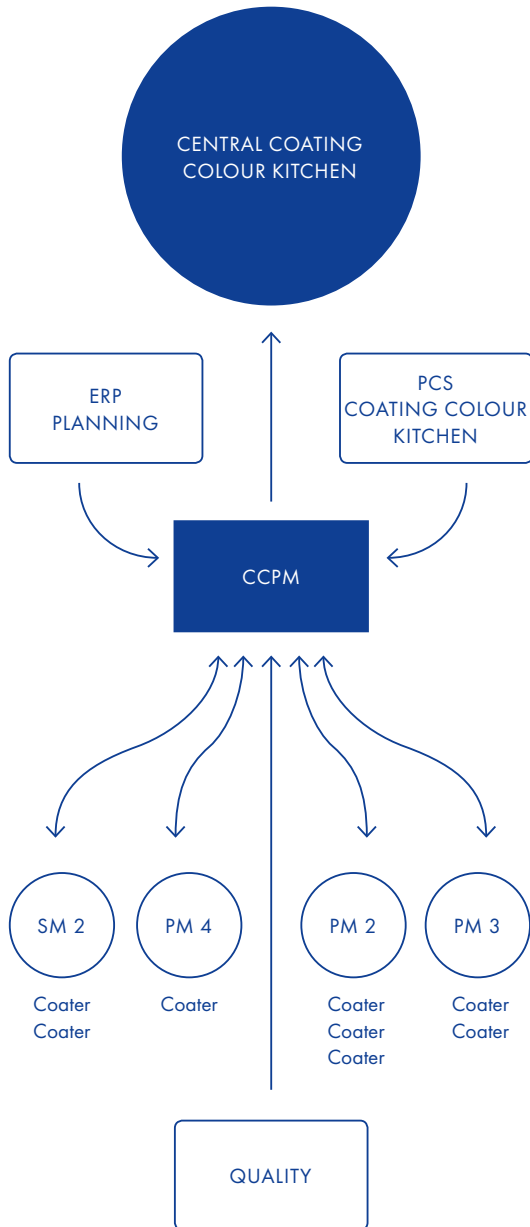 CENTRAL COATING
COLOUR KITCHEN
ERP
PLANNING
PCS
COATING COLOUR
KITCHEN
CCPM
SM 2
PM 4
PM 2
PM 3
Coater
Coater
Coater
Coater
Coater
Coater
Coater
Coater
QUALITY